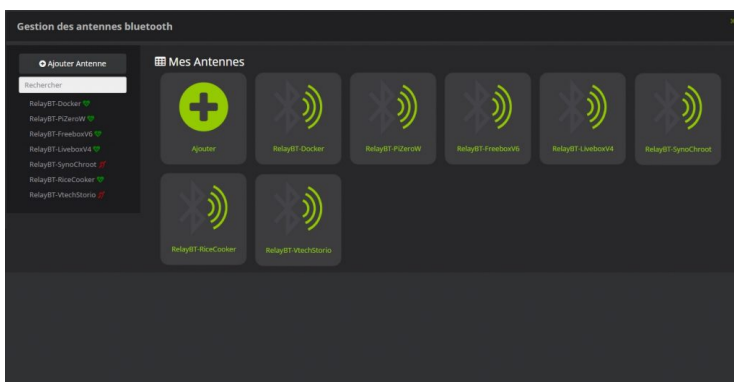 Gestion des antennes bluetooth
Ajouter Antenne
Rechercher
RelayBT-Docker
RelayBT-PiZeroW
RelayBT-FreeboxV6
RelayBT-LiveboxV4
RelayBT-SynoChroot
RelayBT-RiceCooker
RelayBT-VtechStorio
Mes Antennes
Ajouter
RelayBT-Docker
RelayBT-PiZeroW
RelayBT-FreeboxV6
RelayBT-LiveboxV4
RelayBT-SynoChroot
RelayBT-RiceCooker
RelayBT-VtechStorio